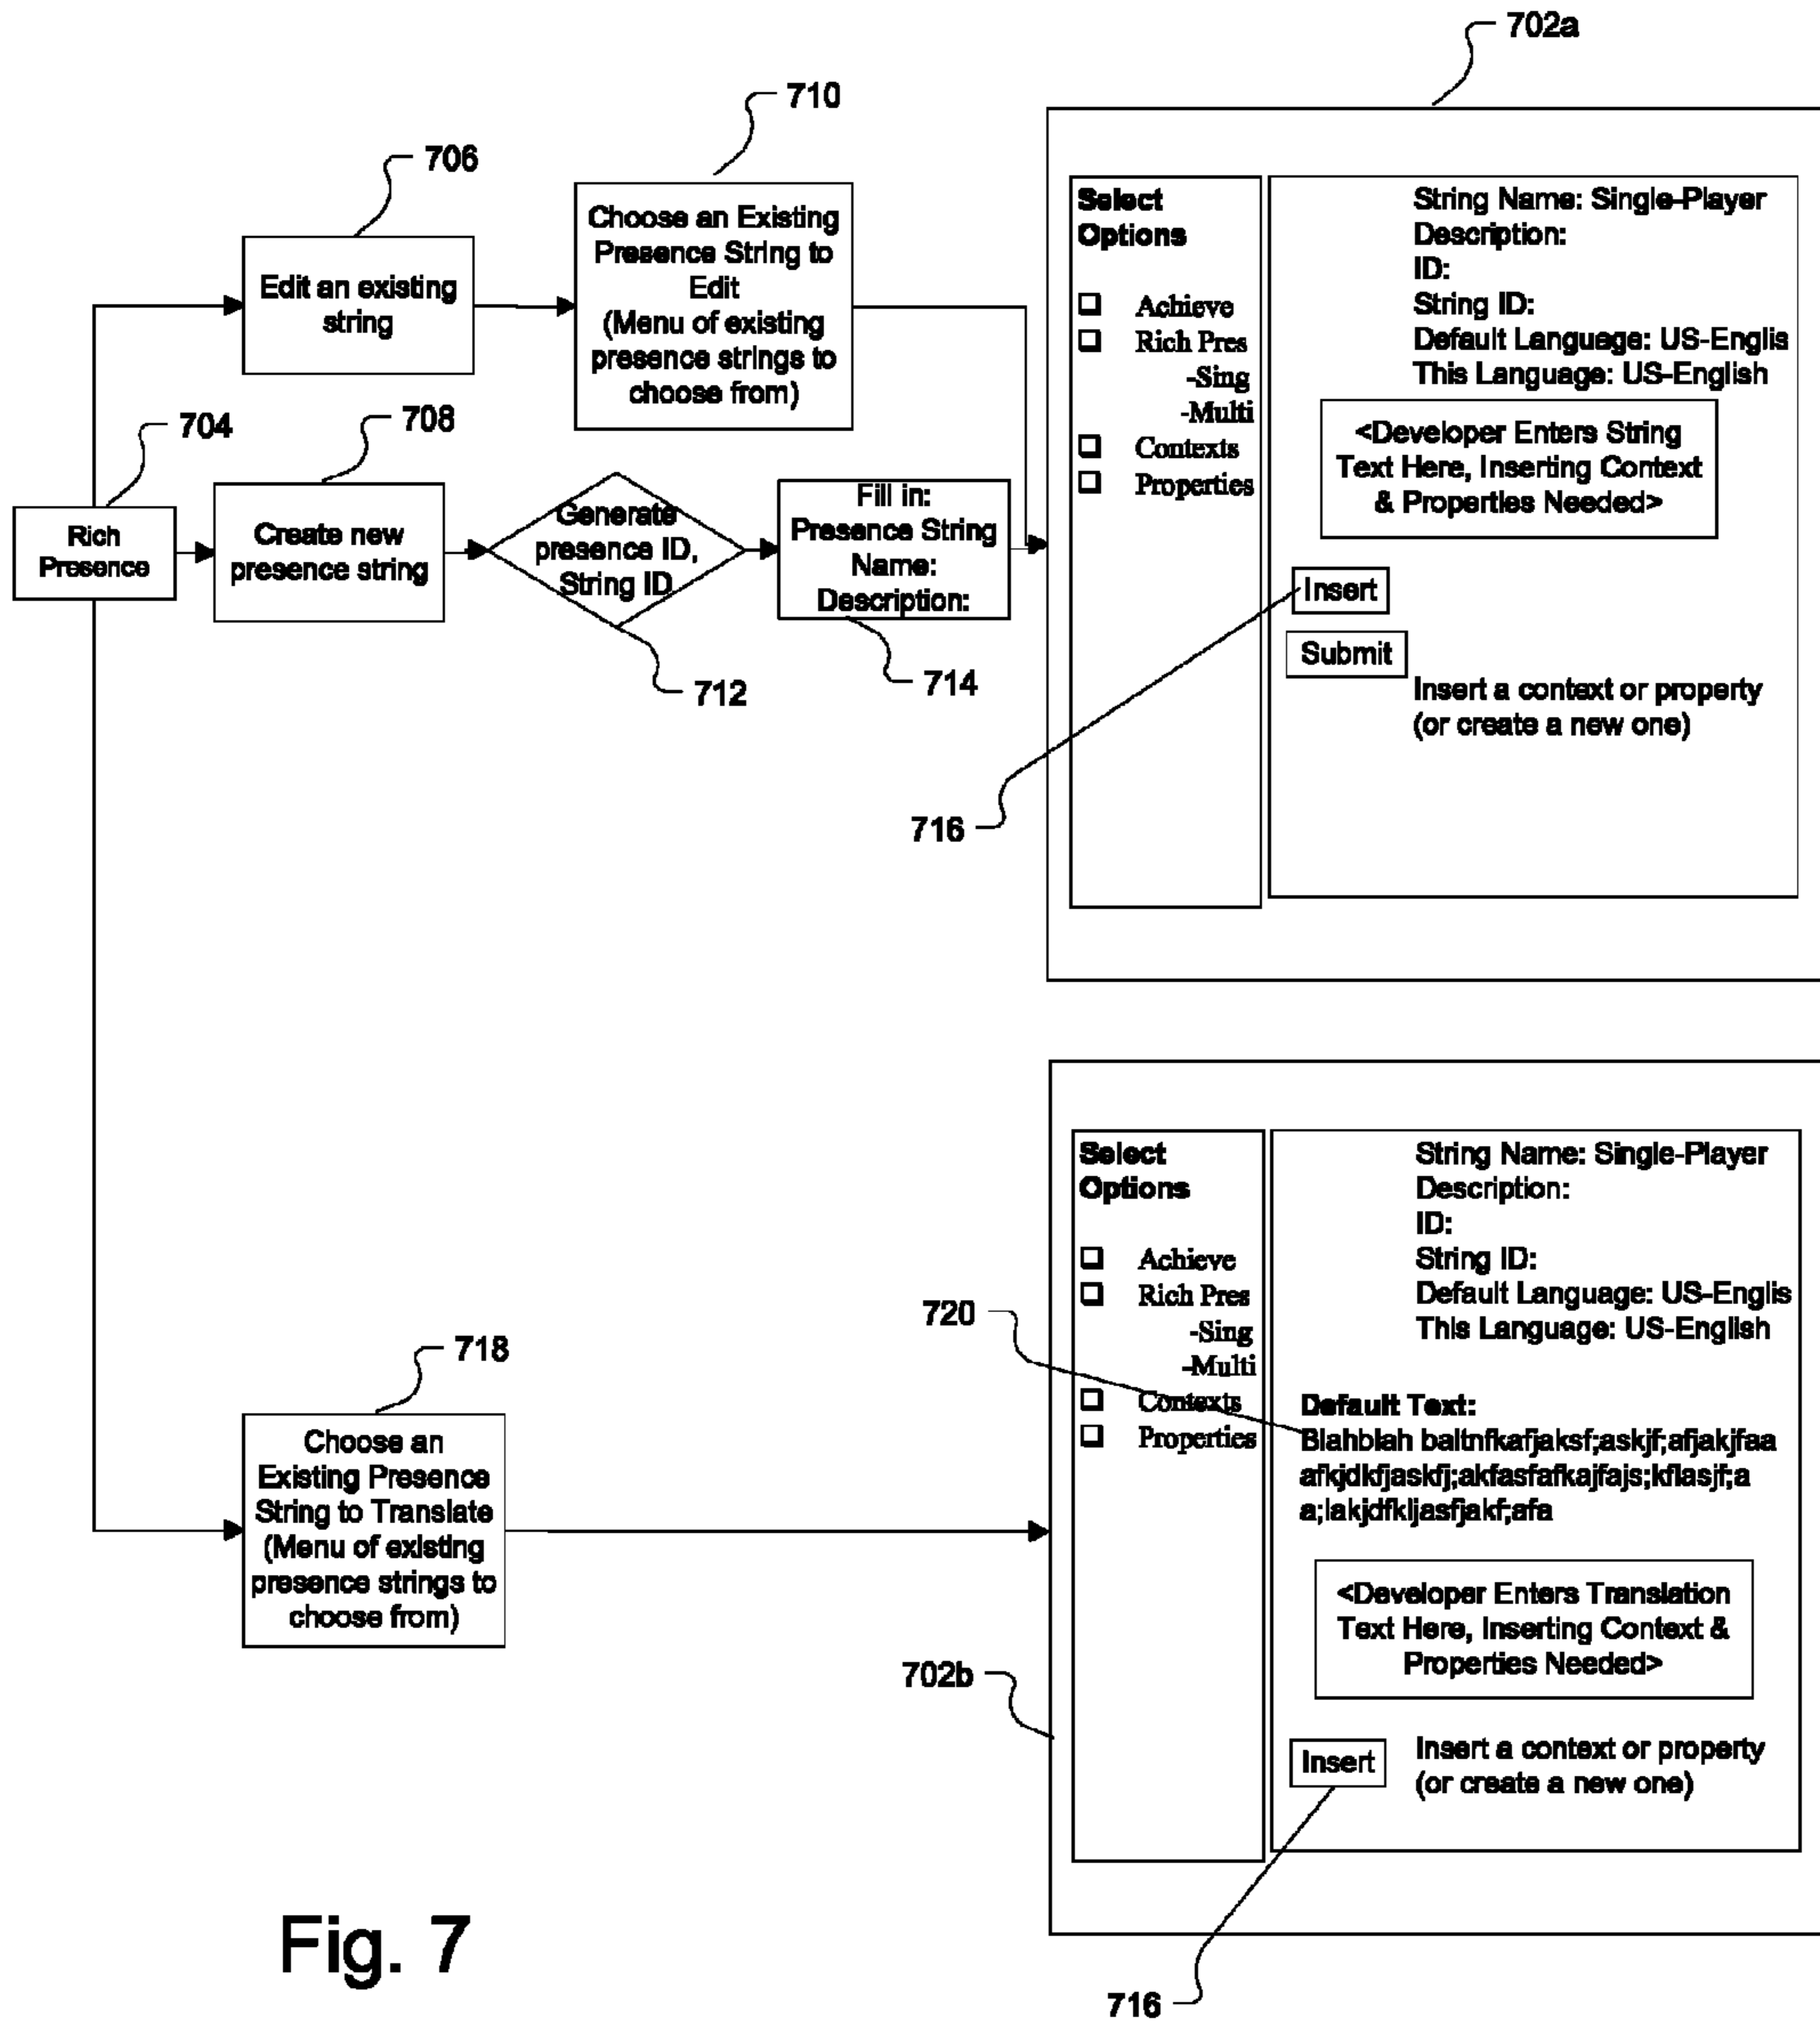 702a
710
706
Choose an Existing
Presence String to
Edit
(Menu of existing
presence strings to
choose from)
Edit an existing
string
704
708
Rich
Presence
Create new
presence string
Generate
presence ID,
String ID
Fill in:
Presence String
Name:
Description:
712
714
Select
Options
Achieve
Rich Pres
-Sing
-Multi
Contexts
Properties
String Name: Single-Player
Description:
ID:
String ID:
Default Language: US-Englis
This Language: US-English
<Developer Enters String
Text Here, Inserting Context
& Properties Needed>
Insert
Submit
Insert a context or property
(or create a new one)
716
718
Choose an
Existing Presence
String to Translate
(Menu of existing
presence strings to
choose from)
720
702b
Select
Options
Achieve
Rich Pres
-Sing
-Multi
Contexts
Properties
String Name: Single-Player
Description:
ID:
String ID:
Default Language: US-Englis
This Language: US-English
Default Text:
Blahblah baltnfkafjaksf;askjf;afjakjfaa
afkjdkfjaskfj;akfasfafkajfajs;kflasjf;a
a;lakjdfkljasfjakf;afa
<Developer Enters Translation
Text Here, Inserting Context &
Properties Needed>
Insert
Insert a context or property
(or create a new one)
716
Fig. 7